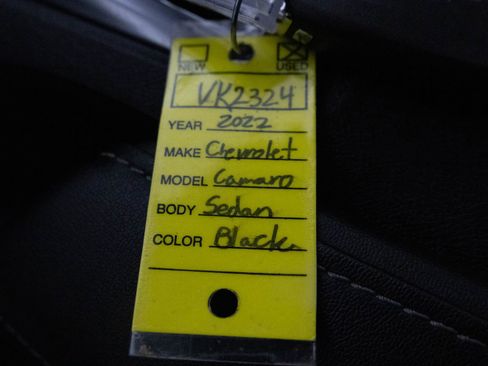 NEW USED
VK2324
YEAR 2022
MAKE Chevrolet
MODEL Camaro
BODY Sedan
COLOR Black